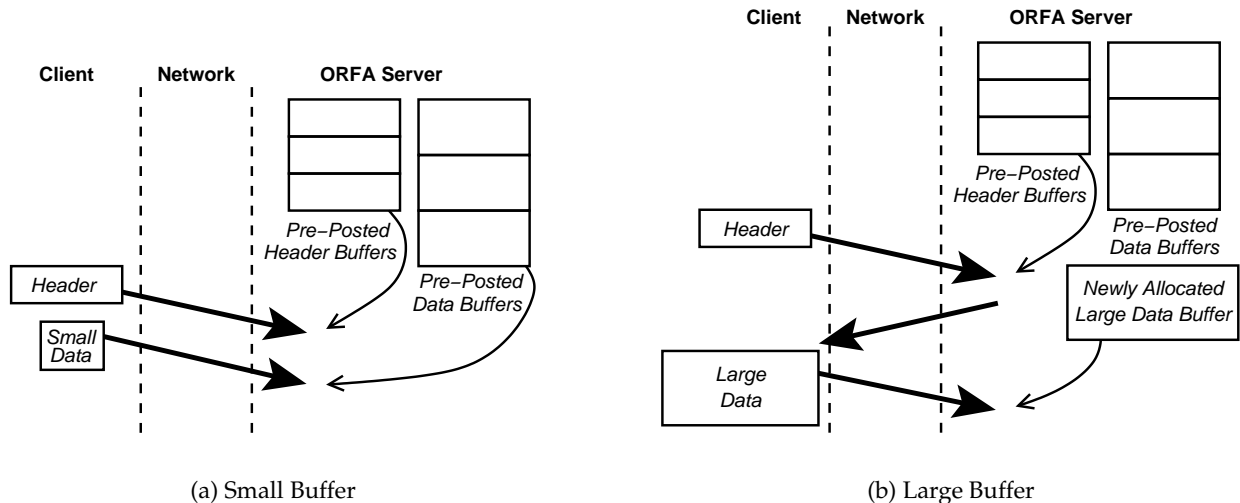 Client
Network
ORFA Server
Pre−Posted
Header Buffers
Pre−Posted
Data Buffers
Header
Small
Data
(a) Small Buffer
Client
Network
ORFA Server
Pre−Posted
Header Buffers
Pre−Posted
Data Buffers
Header
Newly Allocated
Large Data Buffer
Large
Data
(b) Large Buffer